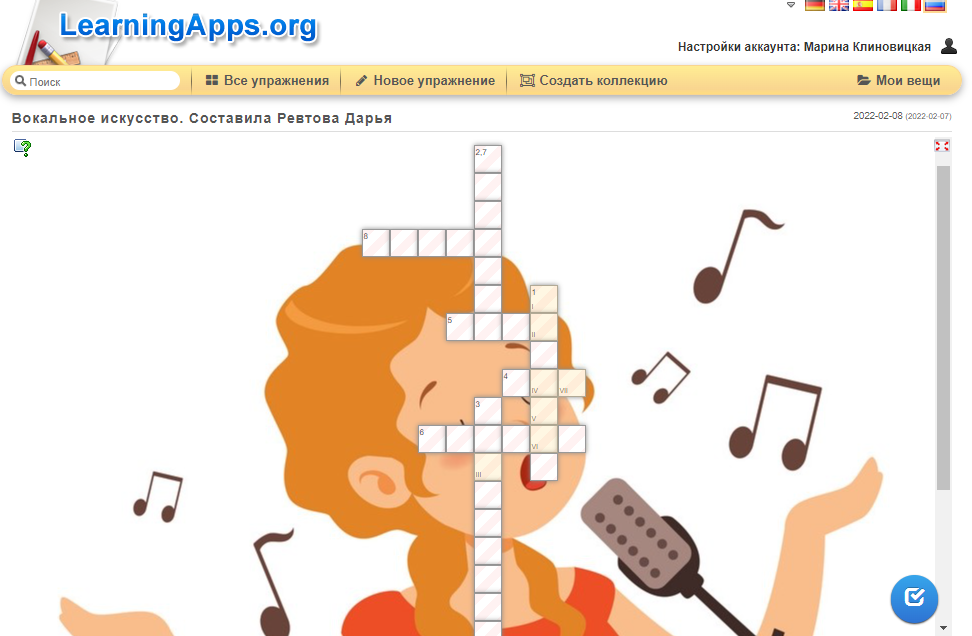 LearningApps.org
Настройки аккаунта: Марина Клиновицкая
Поиск
Все упражнения
Новое упражнение
Создать коллекцию
Мои вещи
Вокальное искусство. Составила Ревтова Дарья
2022-02-08 (2022-02-07)
2,7
8
1
I
5
II
4
IV
VII
3
V
6
VI
III